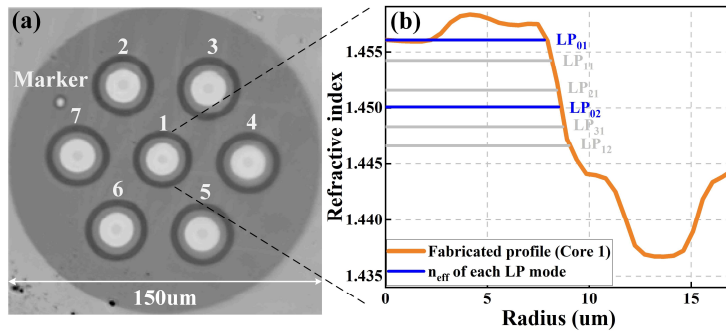 (a)
2
3
Marker
7
1
4
6
5
150um
(b)
Refractive index
1.455
1.450
1.440
1.435
LP01
LP11
LP21
LP02
LP31
LP12
Fabricated profile (Core 1)
neff of each LP mode
0
5
10
15
Radius (um)